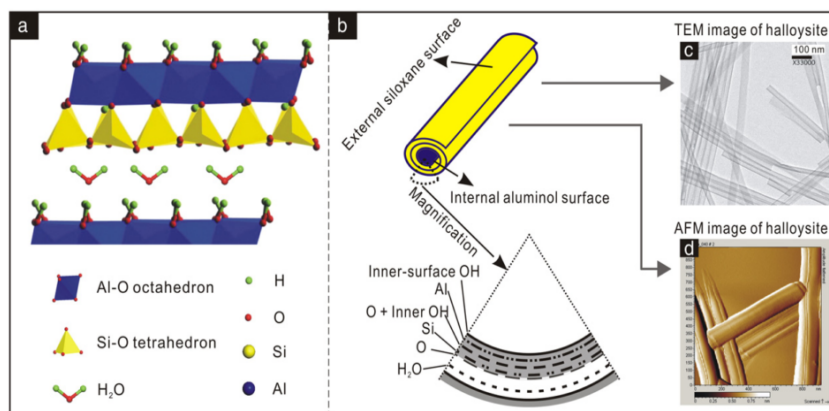 a
Al-O octahedron
Si-O tetrahedron
H₂O
H
O
Si
Al
b
External siloxane surface
Internal aluminol surface
Magnification
Inner-surface OH
Al
O + Inner OH
Si
O
H₂O
TEM image of halloysite
c
100 nm
X33000
AFM image of halloysite
d